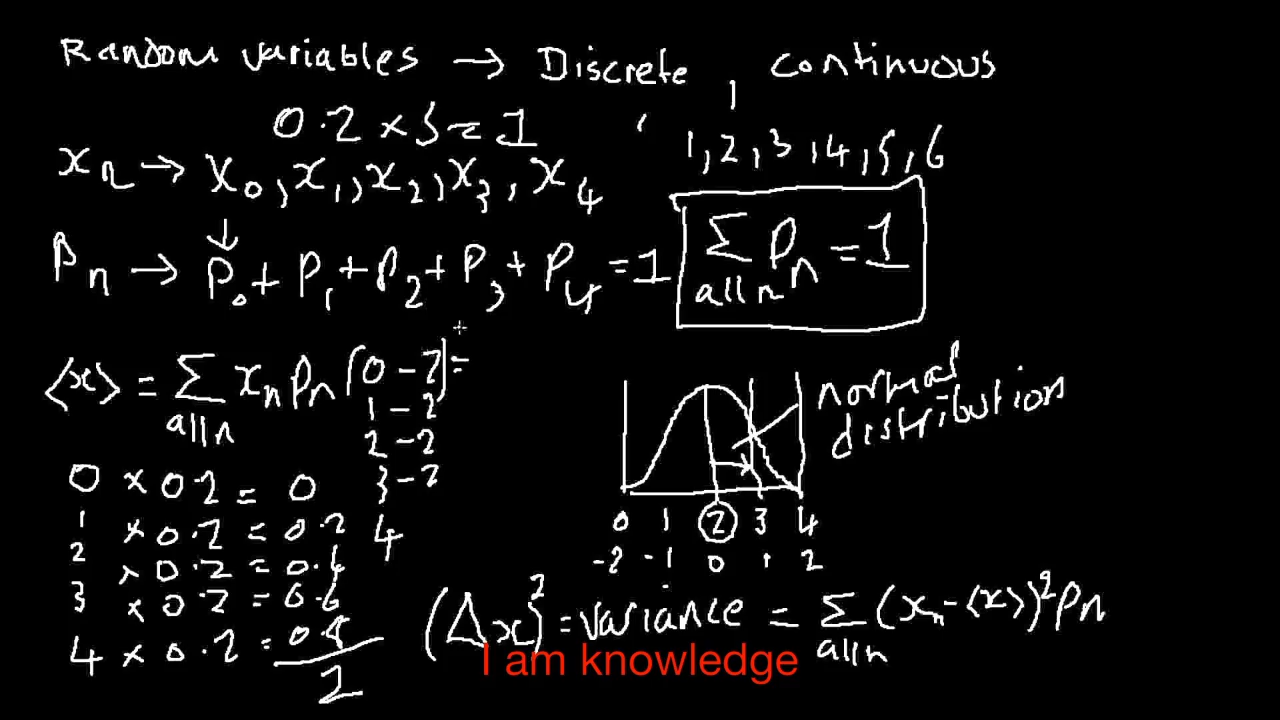 Random variables → Discrete, continuous
0.2 × 5 = 1
1, 2, 3, 4, 5, 6
xn → x0, x1, x2, x3, x4
Pn → P0 + P1 + P2 + P3 + P4 = 1
∑ Pn = 1
all n
⟨x⟩ = ∑ xn Pn (0 - 2) =
all n
1 - 2
2 - 2
3 - 2
4
0 × 0.2 = 0
1 × 0.2 = 0.2
2 × 0.2 = 0.4
3 × 0.2 = 0.6
4 × 0.2 = 0.8
2
normal
distribution
0 1 2 3 4
-2 -1 0 1 2
(Δx)² = variance = ∑ (xn - ⟨x⟩)² Pn
all n
I am knowledge